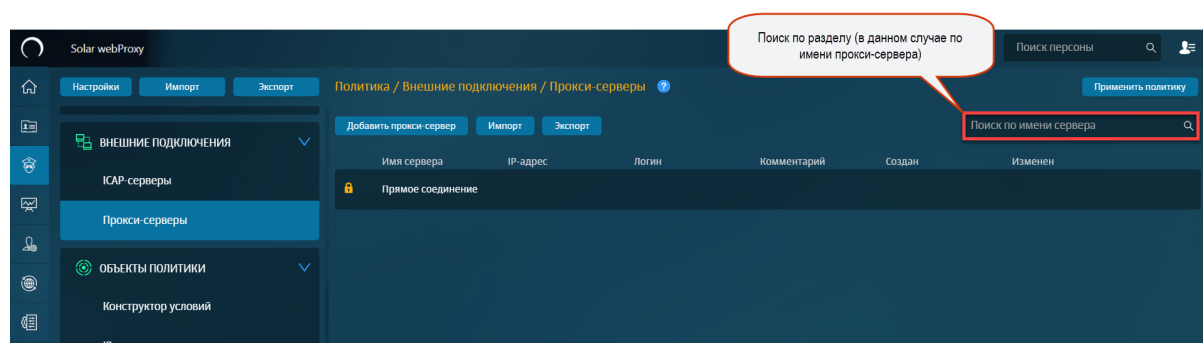 Поиск по разделу (в данном случае по
имени прокси-сервера)
Solar webProxy
Поиск персоны
Настройки Импорт Экспорт
Политика / Внешние подключения / Прокси-серверы ?
Применить политику
Добавить прокси-сервер Импорт Экспорт
Поиск по имени сервера
ВНЕШНИЕ ПОДКЛЮЧЕНИЯ
Имя сервера IP-адрес Логин Комментарий Создан Изменен
ICAP-серверы
Прямое соединение
Прокси-серверы
ОБЪЕКТЫ ПОЛИТИКИ
Конструктор условий